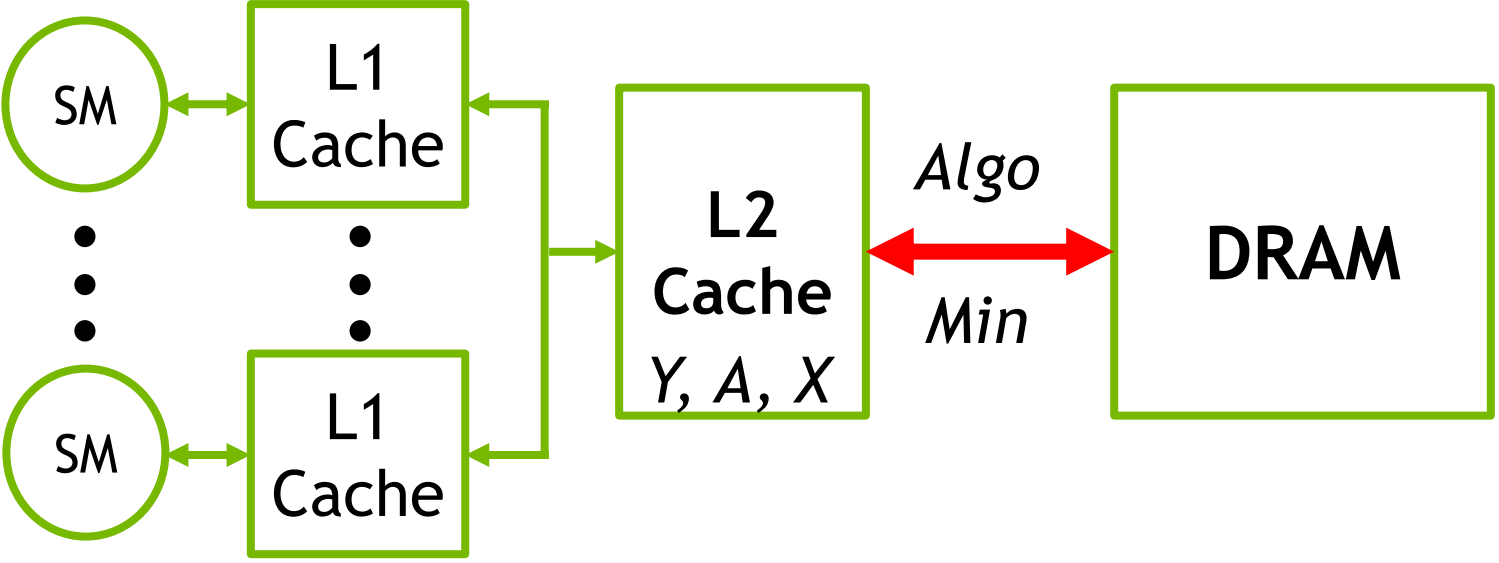 SM
L1
Cache
SM
L1
Cache
L2
Cache
Y, A, X
Algo
Min
DRAM